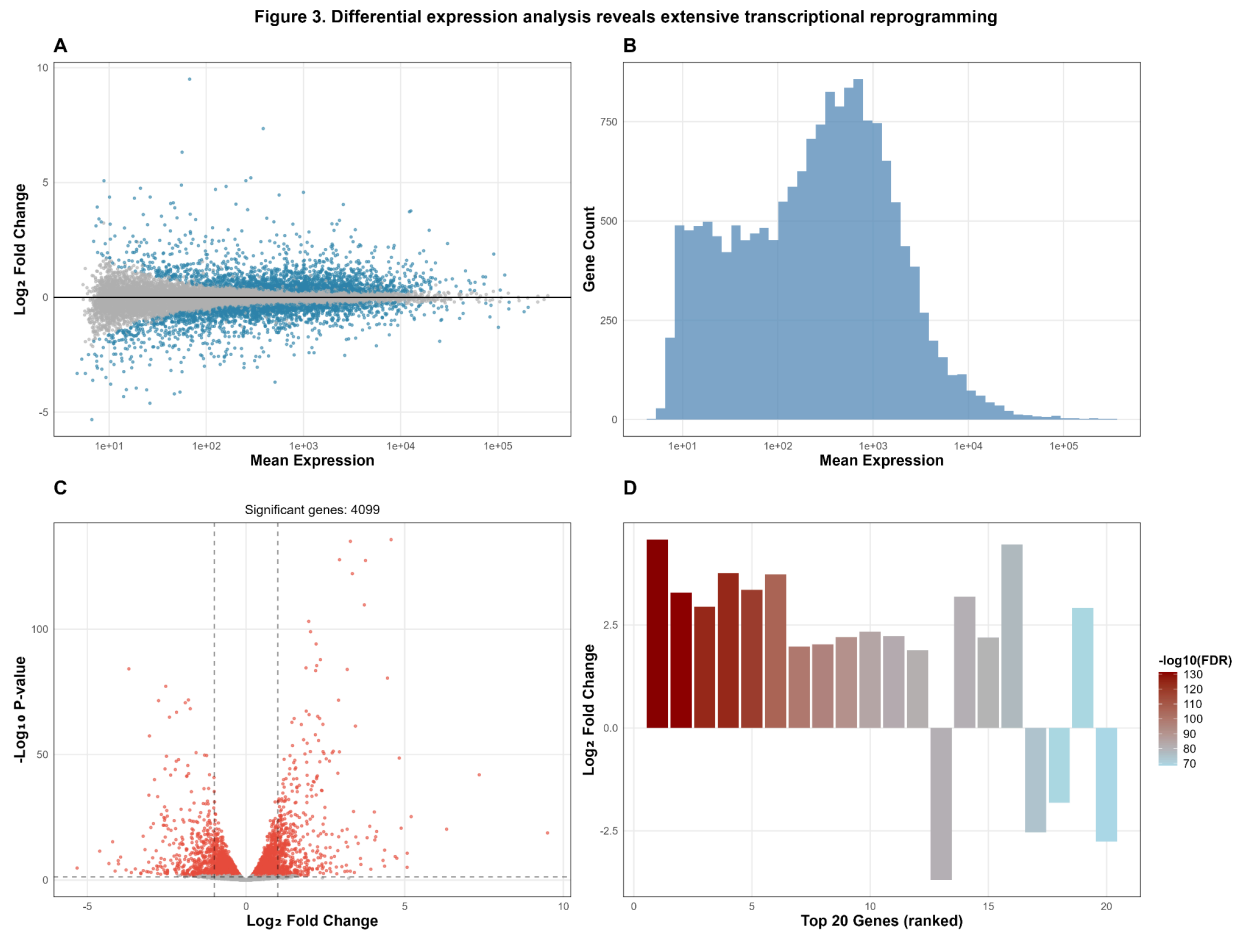 Figure 3. Differential expression analysis reveals extensive transcriptional reprogramming
A
10
5
0
-5
Log₂ Fold Change
1e+01 1e+02 1e+03 1e+04 1e+05
Mean Expression
B
750
500
250
0
Gene Count
1e+01 1e+02 1e+03 1e+04 1e+05
Mean Expression
C
Significant genes: 4099
100
50
0
-Log₁₀ P-value
-5 0 5 10
Log₂ Fold Change
D
2.5
0.0
-2.5
Log₂ Fold Change
0 5 10 15 20
Top 20 Genes (ranked)
-log10(FDR)
130
120
110
100
90
80
70